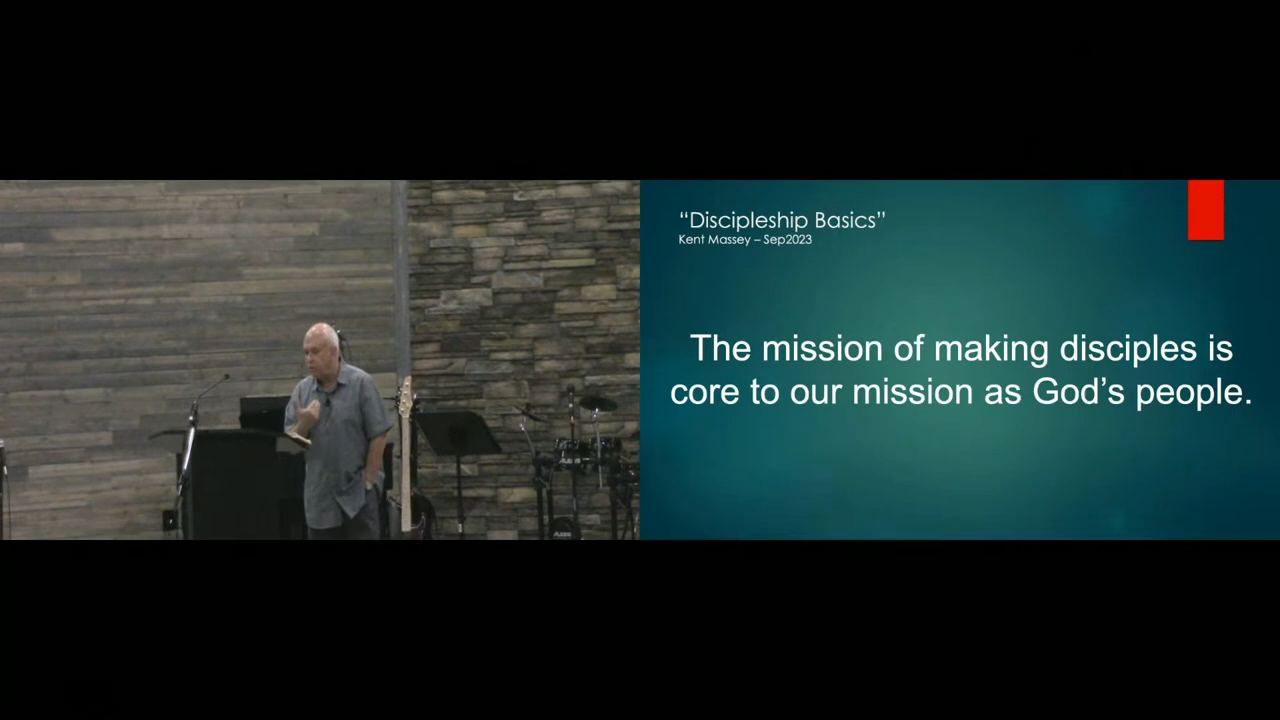 “Discipleship Basics”
Kent Massey – Sep2023
The mission of making disciples is
core to our mission as God’s people.